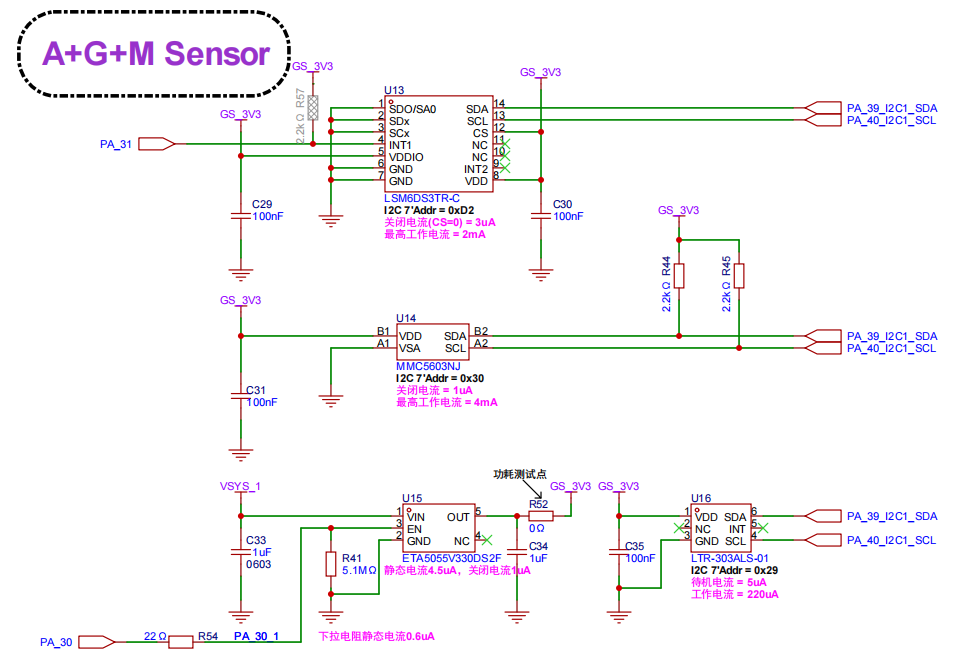 A+G+M Sensor
GS_3V3
GS_3V3
R57
2.2kΩ
GS_3V3
PA_31
U13
1 SDO/SA0
2 SDx
3 SCx
4 INT1
5 VDDIO
6 GND
7 GND
SDA 14
SCL 13
CS 12
NC 11
NC 10
INT2 9
VDD 8
LSM6DS3TR-C
I2C 7'Addr = 0xD2
关闭电流(CS=0) = 3uA
最高工作电流 = 2mA
PA_39_I2C1_SDA
PA_40_I2C1_SCL
C29
100nF
C30
100nF
GS_3V3
R44
2.2kΩ
R45
2.2kΩ
GS_3V3
U14
B1 VDD
A1 VSA
SDA B2
SCL A2
MMC5603NJ
I2C 7'Addr = 0x30
关闭电流 = 1uA
最高工作电流 = 4mA
PA_39_I2C1_SDA
PA_40_I2C1_SCL
C31
100nF
功耗测试点
VSYS_1
U15
1 VIN
3 EN
2 GND
OUT 5
NC 4
ETA5055V330DS2F
静态电流4.5uA，关闭电流1uA
R52
0Ω
GS_3V3
C33
1uF
0603
R41
5.1MΩ
C34
1uF
GS_3V3
C35
100nF
U16
1 VDD
2 NC
3 GND
SDA 6
INT 5
SCL 4
LTR-303ALS-01
I2C 7'Addr = 0x29
待机电流 = 5uA
工作电流 = 220uA
PA_39_I2C1_SDA
PA_40_I2C1_SCL
PA_30
22Ω
R54
PA_30_1
下拉电阻静态电流0.6uA